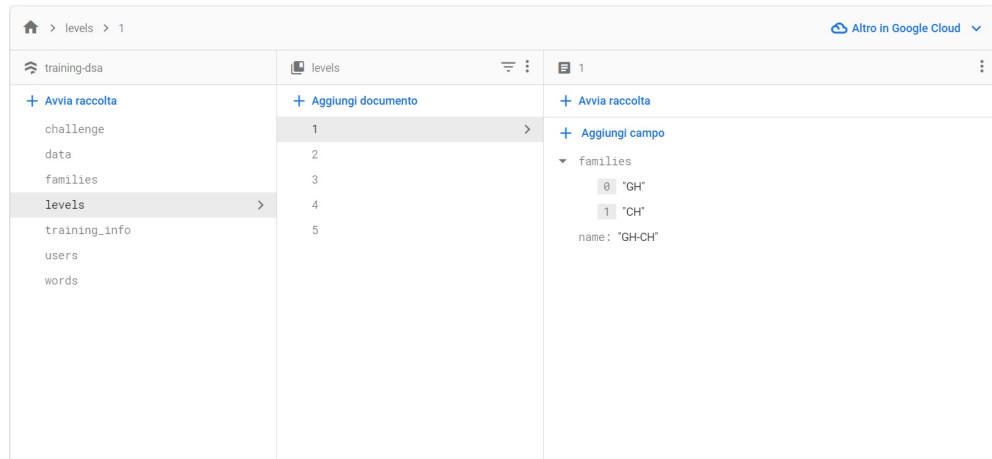 > levels > 1
Altro in Google Cloud
training-dsa
levels
1
+ Avvia raccolta
challenge
data
families
levels
training_info
users
words
+ Aggiungi documento
1
2
3
4
5
+ Avvia raccolta
+ Aggiungi campo
families
0 "GH"
1 "CH"
name: "GH-CH"